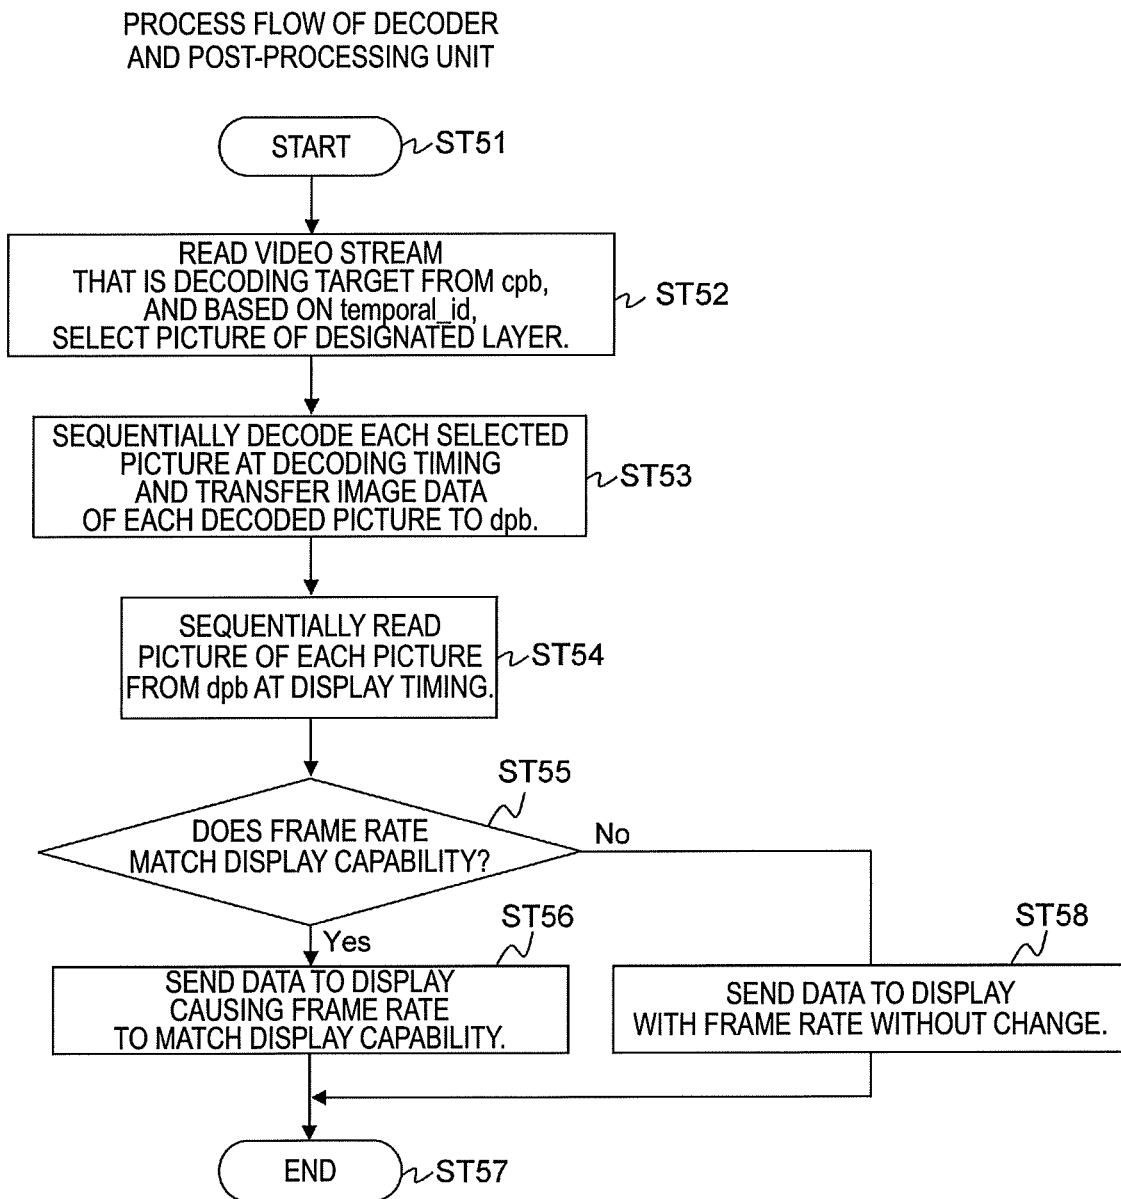 PROCESS FLOW OF DECODER
AND POST-PROCESSING UNIT
START
ST51
READ VIDEO STREAM
THAT IS DECODING TARGET FROM cpb,
AND BASED ON temporal_id,
SELECT PICTURE OF DESIGNATED LAYER.
ST52
SEQUENTIALLY DECODE EACH SELECTED
PICTURE AT DECODING TIMING
AND TRANSFER IMAGE DATA
OF EACH DECODED PICTURE TO dpb.
ST53
SEQUENTIALLY READ
PICTURE OF EACH PICTURE
FROM dpb AT DISPLAY TIMING.
ST54
ST55
DOES FRAME RATE
MATCH DISPLAY CAPABILITY?
No
Yes
ST56
SEND DATA TO DISPLAY
CAUSING FRAME RATE
TO MATCH DISPLAY CAPABILITY.
ST58
SEND DATA TO DISPLAY
WITH FRAME RATE WITHOUT CHANGE.
END
ST57